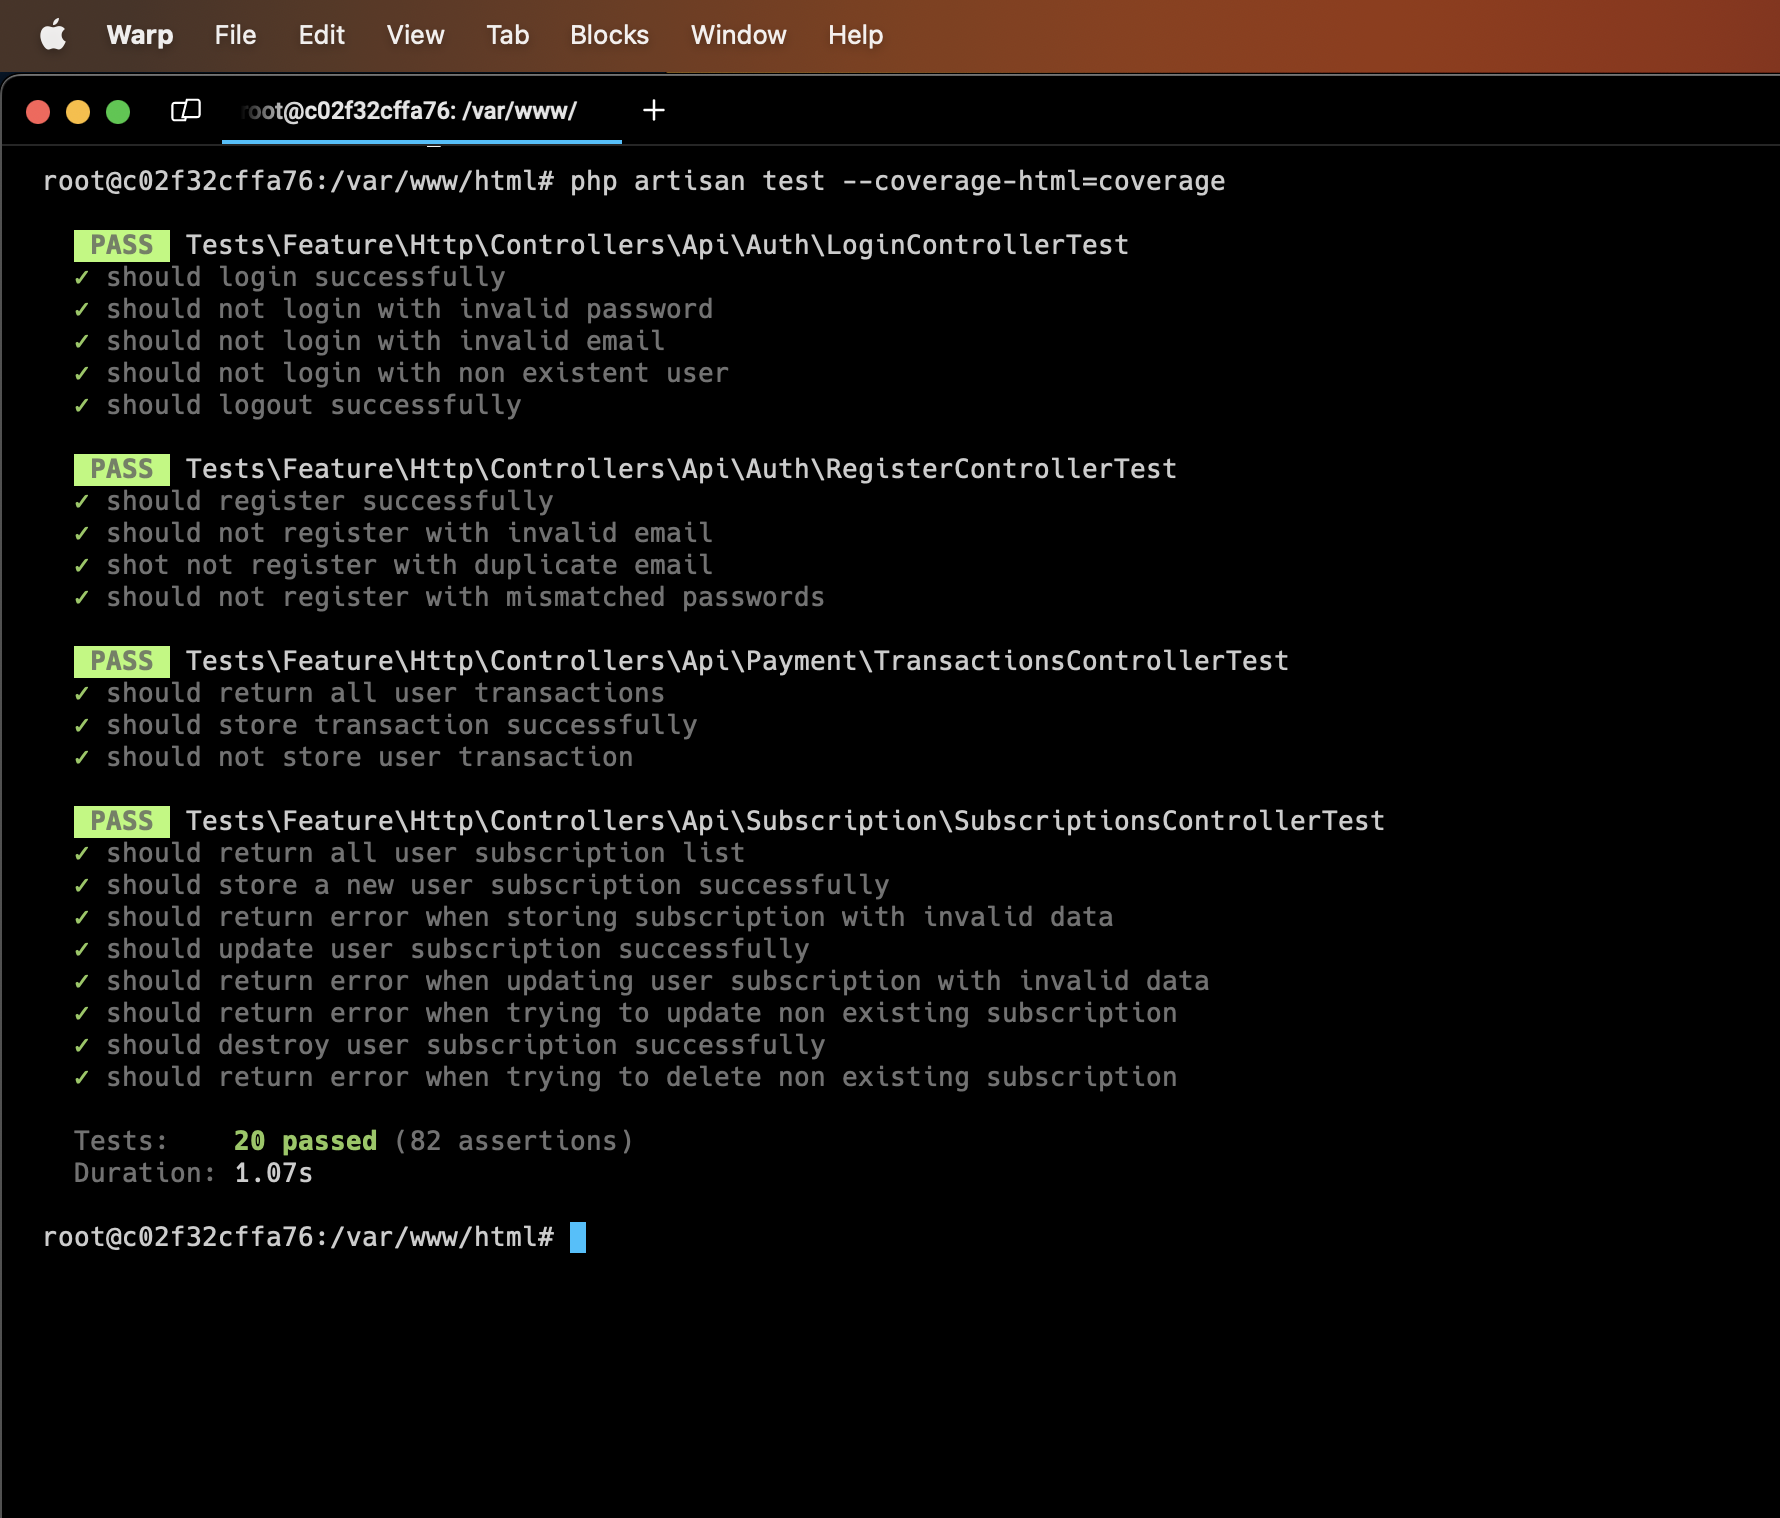 Warp File Edit View Tab Blocks Window Help
root@c02f32cffa76: /var/www/ +
root@c02f32cffa76:/var/www/html# php artisan test --coverage-html=coverage
PASS Tests\Feature\Http\Controllers\Api\Auth\LoginControllerTest
✓ should login successfully
✓ should not login with invalid password
✓ should not login with invalid email
✓ should not login with non existent user
✓ should logout successfully
PASS Tests\Feature\Http\Controllers\Api\Auth\RegisterControllerTest
✓ should register successfully
✓ should not register with invalid email
✓ shot not register with duplicate email
✓ should not register with mismatched passwords
PASS Tests\Feature\Http\Controllers\Api\Payment\TransactionsControllerTest
✓ should return all user transactions
✓ should store transaction successfully
✓ should not store user transaction
PASS Tests\Feature\Http\Controllers\Api\Subscription\SubscriptionsControllerTest
✓ should return all user subscription list
✓ should store a new user subscription successfully
✓ should return error when storing subscription with invalid data
✓ should update user subscription successfully
✓ should return error when updating user subscription with invalid data
✓ should return error when trying to update non existing subscription
✓ should destroy user subscription successfully
✓ should return error when trying to delete non existing subscription
Tests: 20 passed (82 assertions)
Duration: 1.07s
root@c02f32cffa76:/var/www/html#